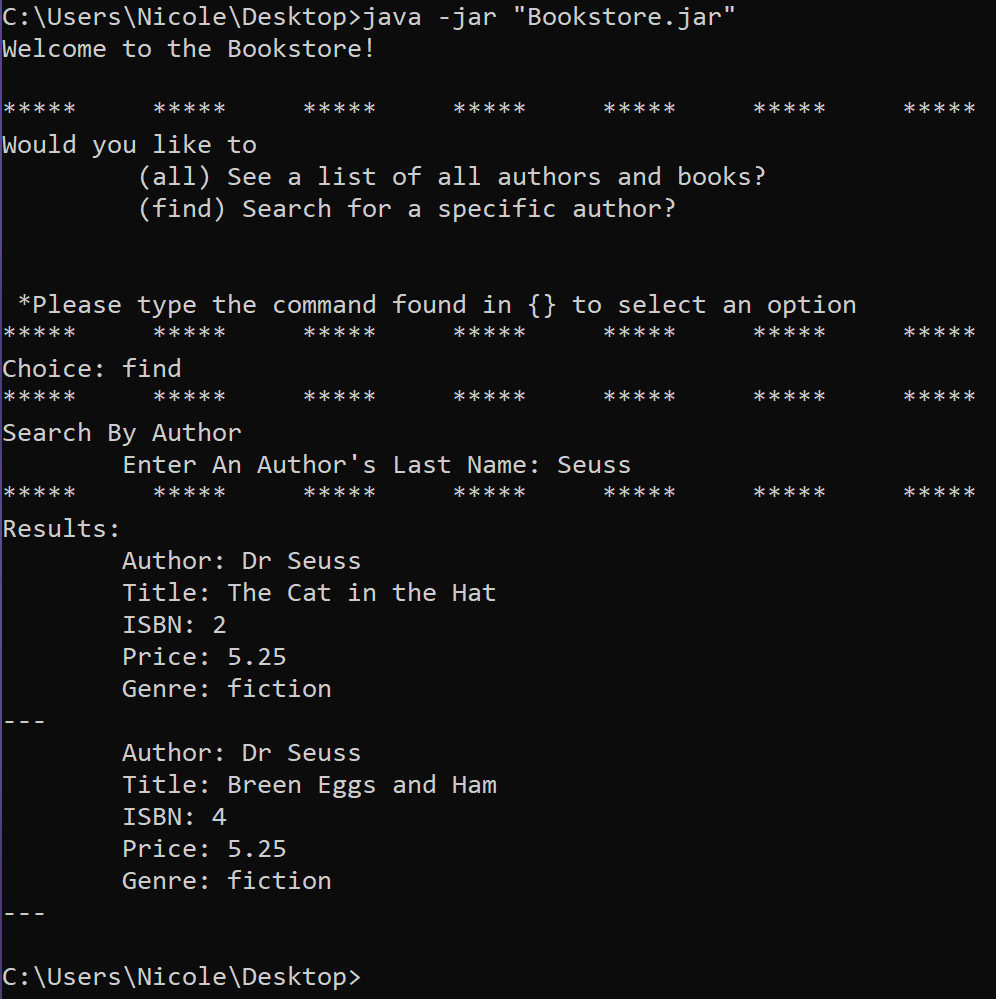 C:\Users\Nicole\Desktop>java -jar "Bookstore.jar"
Welcome to the Bookstore!
*****     *****     *****     *****     *****     *****     *****
Would you like to
         (all) See a list of all authors and books?
         (find) Search for a specific author?
 *Please type the command found in {} to select an option
*****     *****     *****     *****     *****     *****     *****
Choice: find
*****     *****     *****     *****     *****     *****     *****
Search By Author
        Enter An Author's Last Name: Seuss
*****     *****     *****     *****     *****     *****     *****
Results:
        Author: Dr Seuss
        Title: The Cat in the Hat
        ISBN: 2
        Price: 5.25
        Genre: fiction
---
        Author: Dr Seuss
        Title: Breen Eggs and Ham
        ISBN: 4
        Price: 5.25
        Genre: fiction
---
C:\Users\Nicole\Desktop>